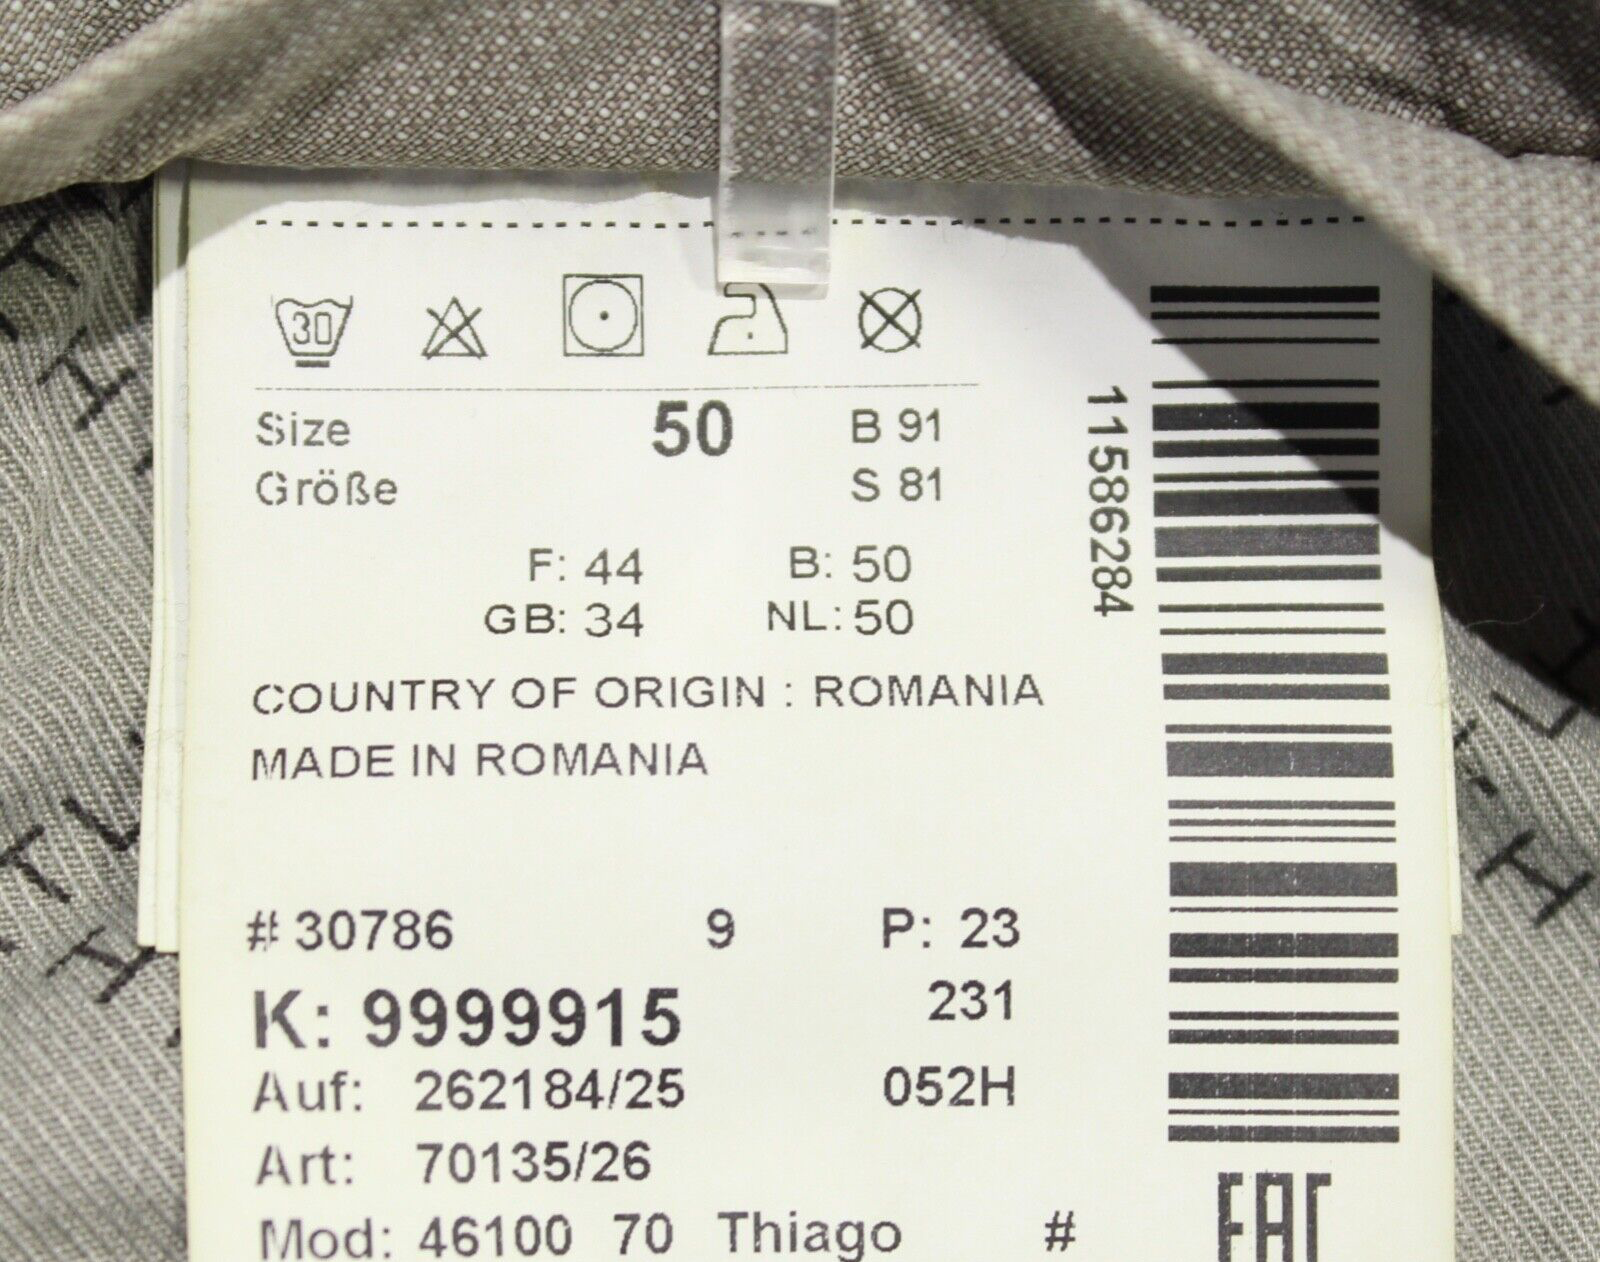 30
Size 50 B 91
Größe S 81
F: 44 B: 50
GB: 34 NL: 50
COUNTRY OF ORIGIN : ROMANIA
MADE IN ROMANIA
# 30786 9 P: 23
K: 9999915 231
Auf: 262184/25 052H
Art: 70135/26
Mod: 46100 70 Thiago #
11586284
EAC